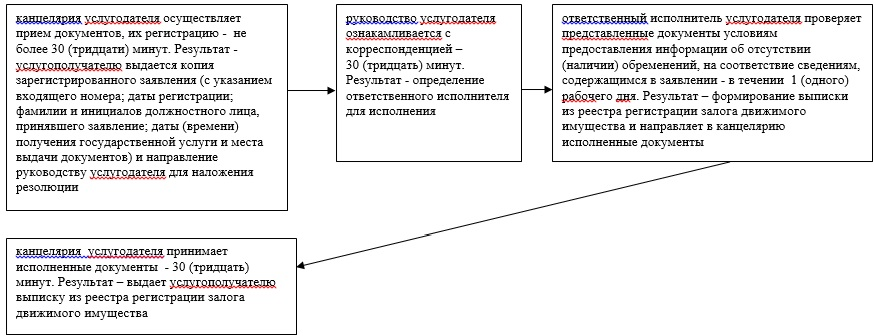 канцелярия услугодателя осуществляет
прием документов, их регистрацию - не
более 30 (тридцати) минут. Результат -
услугополучателю выдается копия
зарегистрированного заявления (с указанием
входящего номера; даты регистрации;
фамилии и инициалов должностного лица,
принявшего заявление; даты (времени)
получения государственной услуги и места
выдачи документов) и направление
руководству услугодателя для наложения
резолюции
руководство услугодателя
ознакамливается с
корреспонденцией –
30 (тридцать) минут.
Результат - определение
ответственного исполнителя
для исполнения
ответственный исполнитель услугодателя проверяет
представленные документы условиям
предоставления информации об отсутствии
(наличии) обременений, на соответствие сведениям,
содержащимся в заявлении - в течении 1 (одного)
рабочего дня. Результат – формирование выписки
из реестра регистрации залога движимого
имущества и направляет в канцелярию
исполненные документы
канцелярия услугодателя принимает
исполненные документы - 30 (тридцать)
минут. Результат – выдает услугополучателю
выписку из реестра регистрации залога
движимого имущества